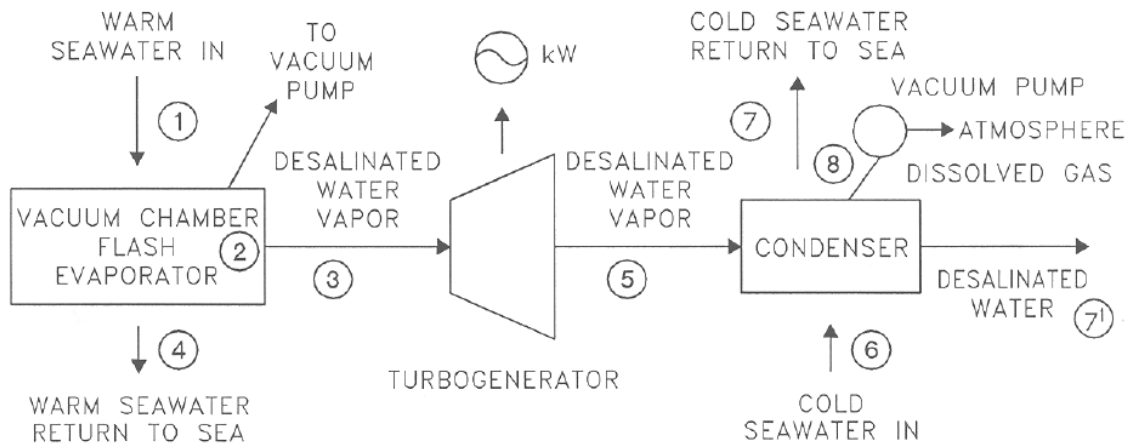 WARM
SEAWATER IN
1
TO
VACUUM
PUMP
kW
COLD SEAWATER
RETURN TO SEA
7
VACUUM PUMP
ATMOSPHERE
8
DISSOLVED GAS
VACUUM CHAMBER
FLASH
EVAPORATOR
2
DESALINATED
WATER
VAPOR
3
DESALINATED
WATER
VAPOR
5
CONDENSER
DESALINATED
WATER
7'
4
WARM SEAWATER
RETURN TO SEA
TURBOGENERATOR
6
COLD
SEAWATER IN